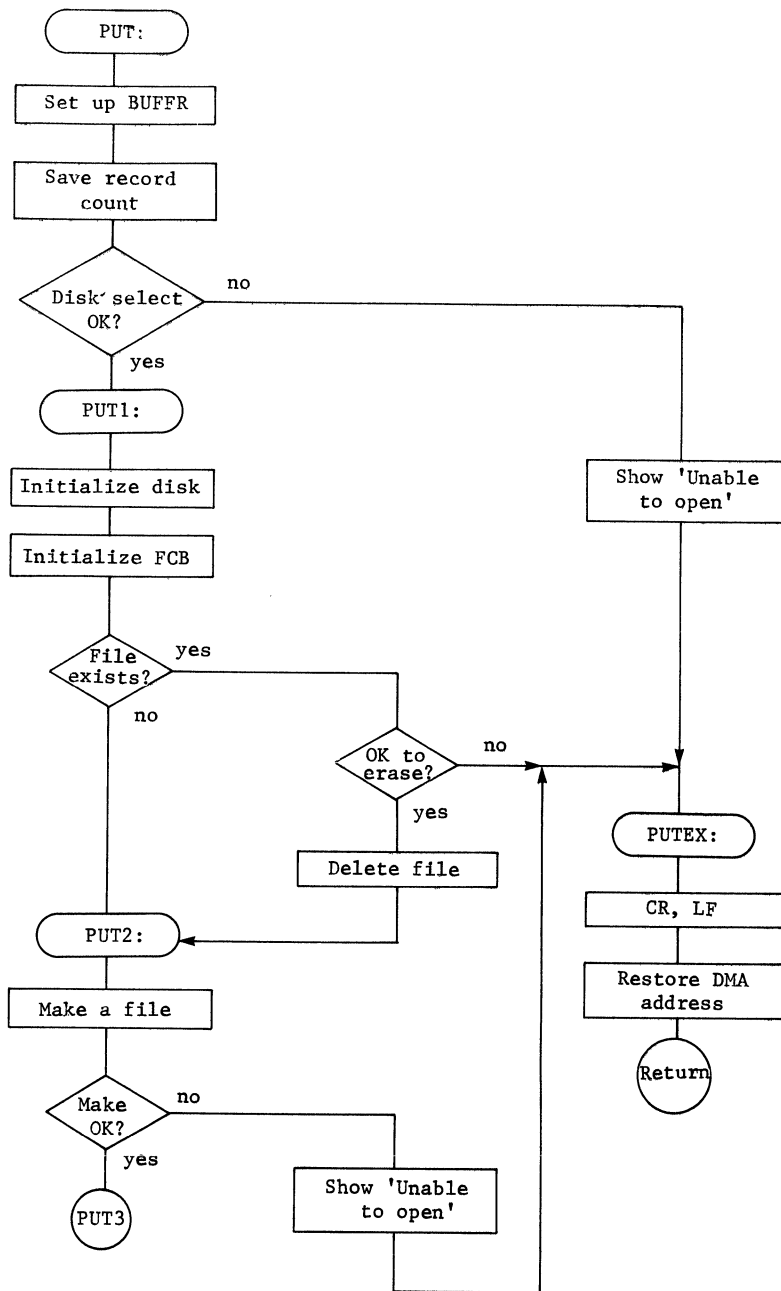 PUT:
Set up BUFFR
Save record
count
Disk select
OK?
no
yes
PUT1:
Initialize disk
Show 'Unable
to open'
Initialize FCB
File
exists?
yes
no
OK to
erase?
no
yes
PUTEX:
Delete file
CR, LF
PUT2:
Restore DMA
address
Make a file
Return
Make
OK?
no
yes
Show 'Unable
to open'
PUT3